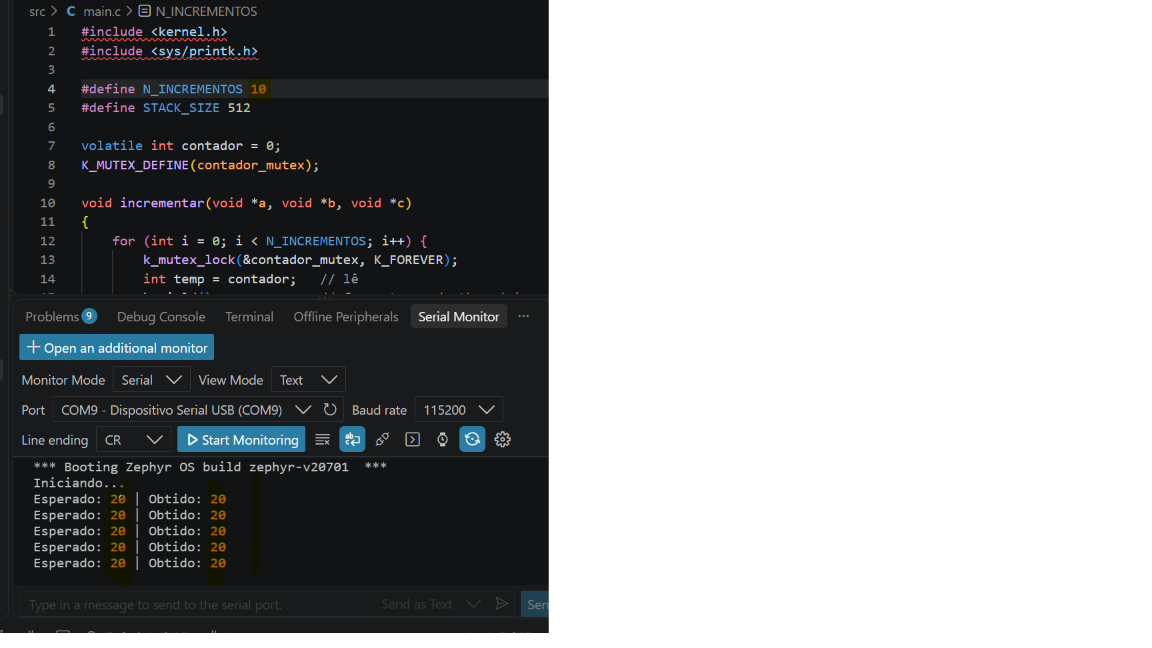 src > C main.c > N_INCREMENTOS
1 #include <kernel.h>
2 #include <sys/printk.h>
3
4 #define N_INCREMENTOS 10
5 #define STACK_SIZE 512
6
7 volatile int contador = 0;
8 K_MUTEX_DEFINE(contador_mutex);
9
10 void incrementar(void *a, void *b, void *c)
11 {
12 for (int i = 0; i < N_INCREMENTOS; i++) {
13 k_mutex_lock(&contador_mutex, K_FOREVER);
14 int temp = contador; // lê
Problems 9 Debug Console Terminal Offline Peripherals Serial Monitor ...
+ Open an additional monitor
Monitor Mode Serial View Mode Text
Port COM9 - Dispositivo Serial USB (COM9) Baud rate 115200
Line ending CR Start Monitoring
*** Booting Zephyr OS build zephyr-v20701 ***
Iniciando...
Esperado: 20 | Obtido: 20
Esperado: 20 | Obtido: 20
Esperado: 20 | Obtido: 20
Esperado: 20 | Obtido: 20
Esperado: 20 | Obtido: 20
Type in a message to send to the serial port. Send as Text Sen